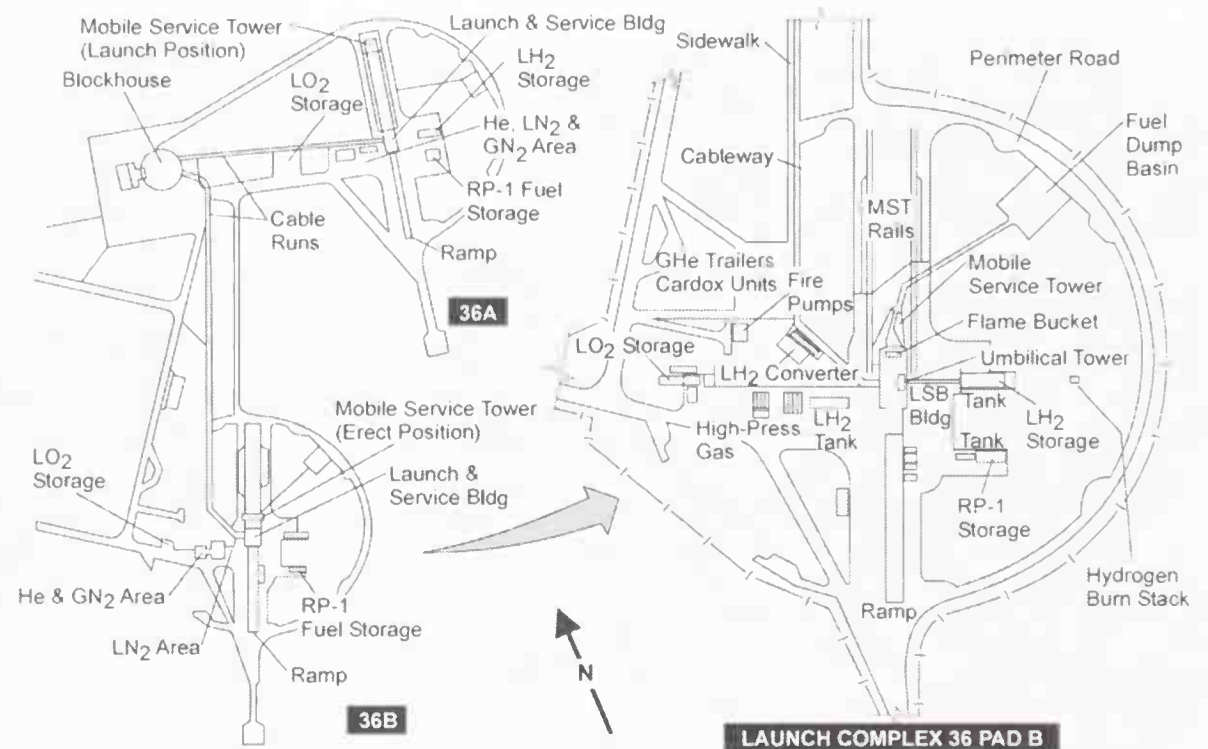 Mobile Service Tower
(Launch Position)
Blockhouse
LO2
Storage
Launch & Service Bldg
LH2
Storage
He, LN2 &
GN2 Area
RP-1 Fuel
Storage
Cable
Runs
Ramp
36A
Mobile Service Tower
(Erect Position)
LO2
Storage
Launch &
Service Bldg
He & GN2 Area
LN2 Area
RP-1
Fuel Storage
Ramp
36B
N
Sidewalk
Perimeter Road
Cableway
Fuel
Dump
Basin
MST
Rails
GHe Trailers
Cardox Units
Fire
Pumps
Mobile
Service Tower
Flame Bucket
LO2 Storage
LH2 Converter
Umbilical Tower
LSB
Bldg
Tank
LH2
Storage
High-Press
Gas
LH2
Tank
Tank
RP-1
Storage
Hydrogen
Burn Stack
Ramp
LAUNCH COMPLEX 36 PAD B